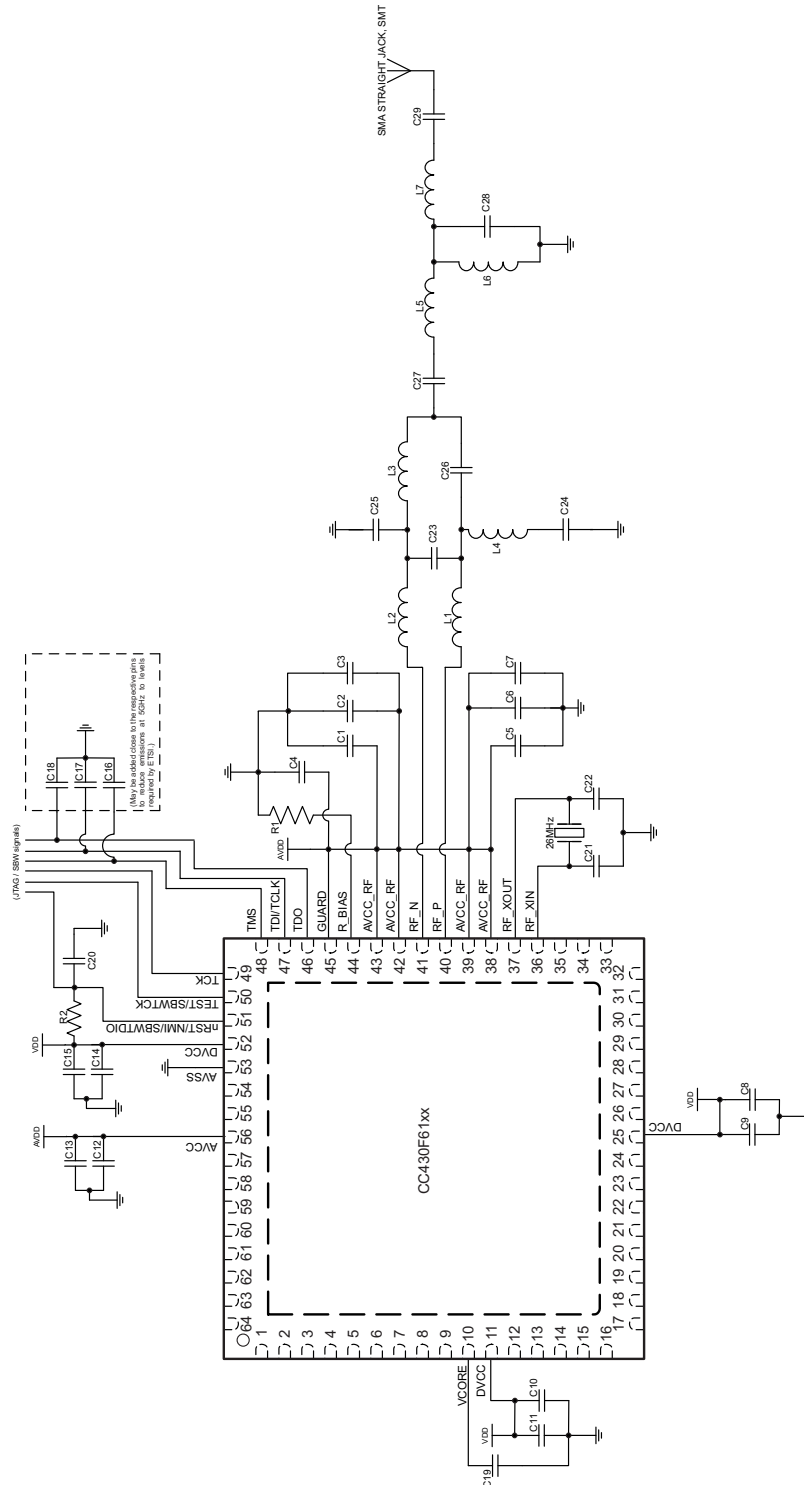 SMA STRAIGHT JACK, SMT
C29
L7
C28
L6
L5
C27
L3
C26
C25
C23
L4
C24
L2
L1
(May be added close to the respective pins
to reduce emissions at 5GHz to levels
required by ETSI.)
C18
C17
C16
(JTAG / SBW signals)
C3
C2
C1
C4
R1
AVDD
C7
C6
C5
C22
26MHz
C21
TMS
TDI/TCLK
TDO
GUARD
R_BIAS
AVCC_RF
AVCC_RF
RF_N
RF_P
AVCC_RF
AVCC_RF
RF_XOUT
RF_XIN
48
47
46
45
44
43
42
41
40
39
38
37
36
35
34
33
C20
R2
VDD
C15
C14
AVDD
C13
C12
TCK
TEST/SBWTCK
nRST/NMI/SBWTDIO
DVCC
AVSS
AVCC
49
50
51
52
53
54
55
56
57
58
59
60
61
62
63
64
CC430F61xx
32
31
30
29
28
27
26
25
24
23
22
21
20
19
18
17
DVCC
VDD
C8
C9
1
2
3
4
5
6
7
8
9
10
11
12
13
14
15
16
VCORE
DVCC
VDD
C10
C11
C19